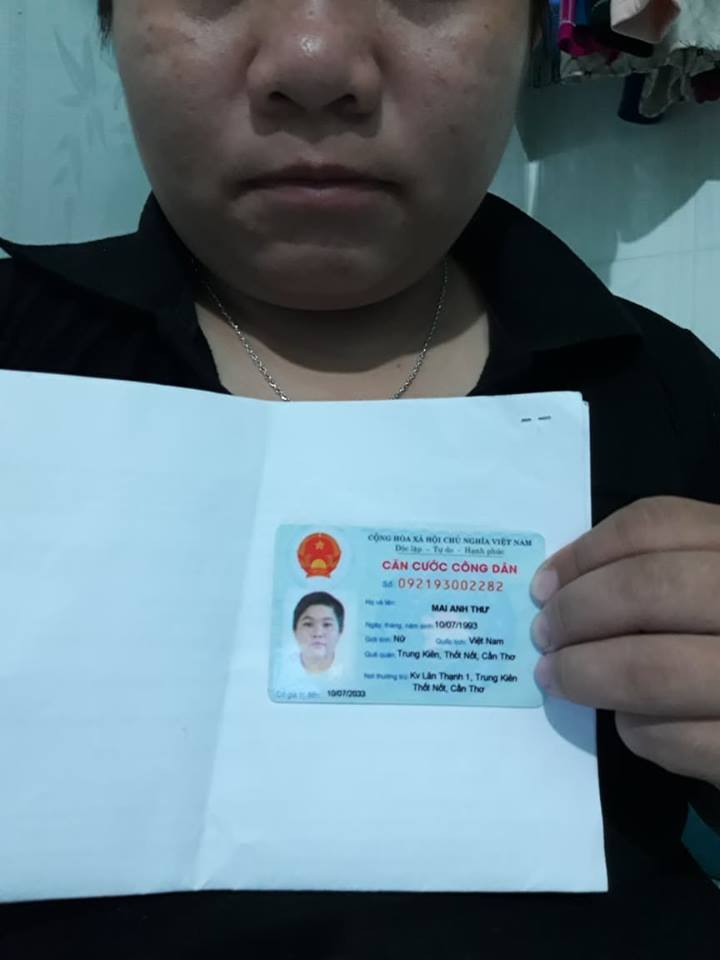 CỘNG HÒA XÃ HỘI CHỦ NGHĨA VIỆT NAM
Độc lập - Tự do - Hạnh phúc
CĂN CƯỚC CÔNG DÂN
Số: 092193002282
Họ và tên:
MAI ANH THƯ
Ngày, tháng, năm sinh: 10/07/1993
Giới tính: Nữ Quốc tịch: Việt Nam
Quê quán: Trung Kiên, Thốt Nốt, Cần Thơ
Nơi thường trú: Kv Lân Thạnh 1, Trung Kiên
Thốt Nốt, Cần Thơ
Có giá trị đến: 10/07/2033